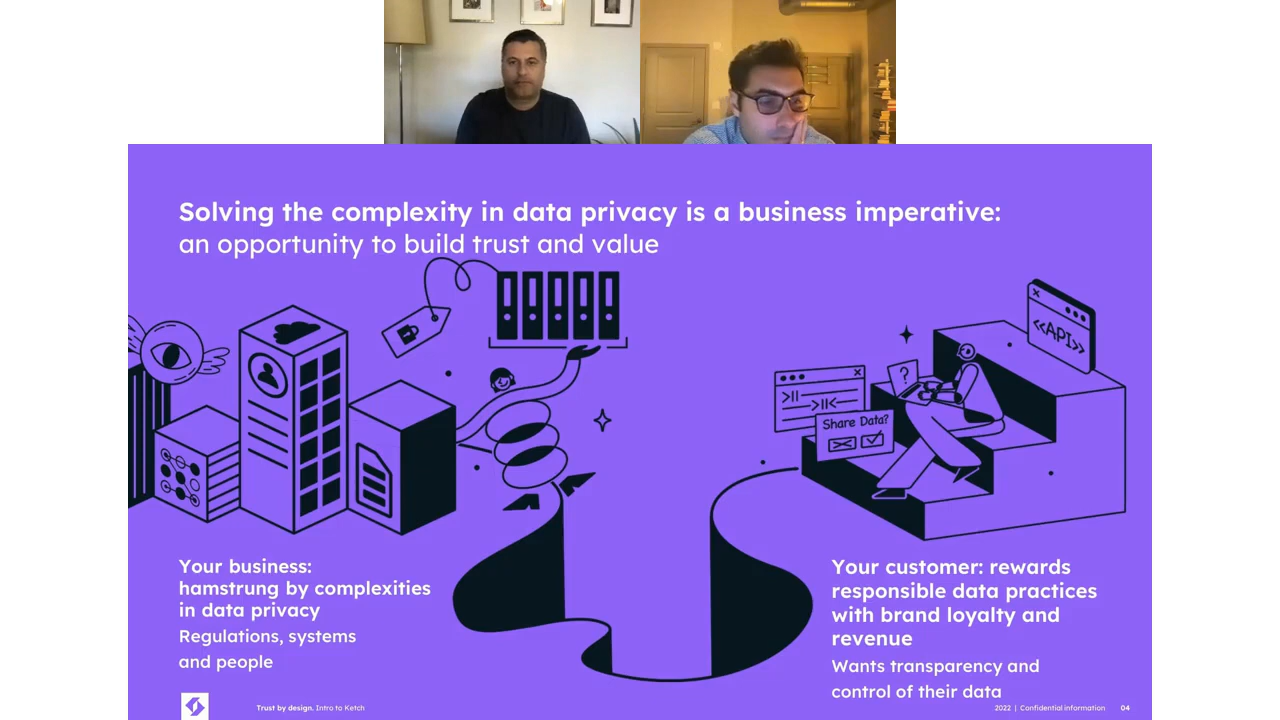 Solving the complexity in data privacy is a business imperative:
an opportunity to build trust and value
<<API>>
?
Share Data?
Your business:
hamstrung by complexities
in data privacy
Regulations, systems
and people
Your customer: rewards
responsible data practices
with brand loyalty and
revenue
Wants transparency and
control of their data
Trust by design. Intro to Ketch
2022 | Confidential information 04